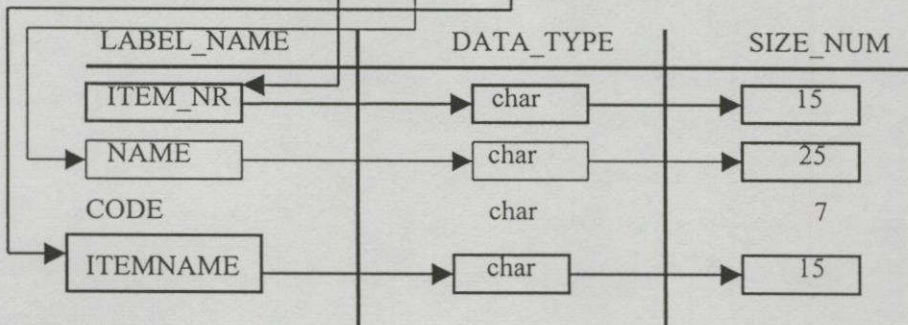 LABEL_NAME DATA_TYPE SIZE_NUM
ITEM_NR char 15
NAME char 25
CODE char 7
ITEMNAME char 15